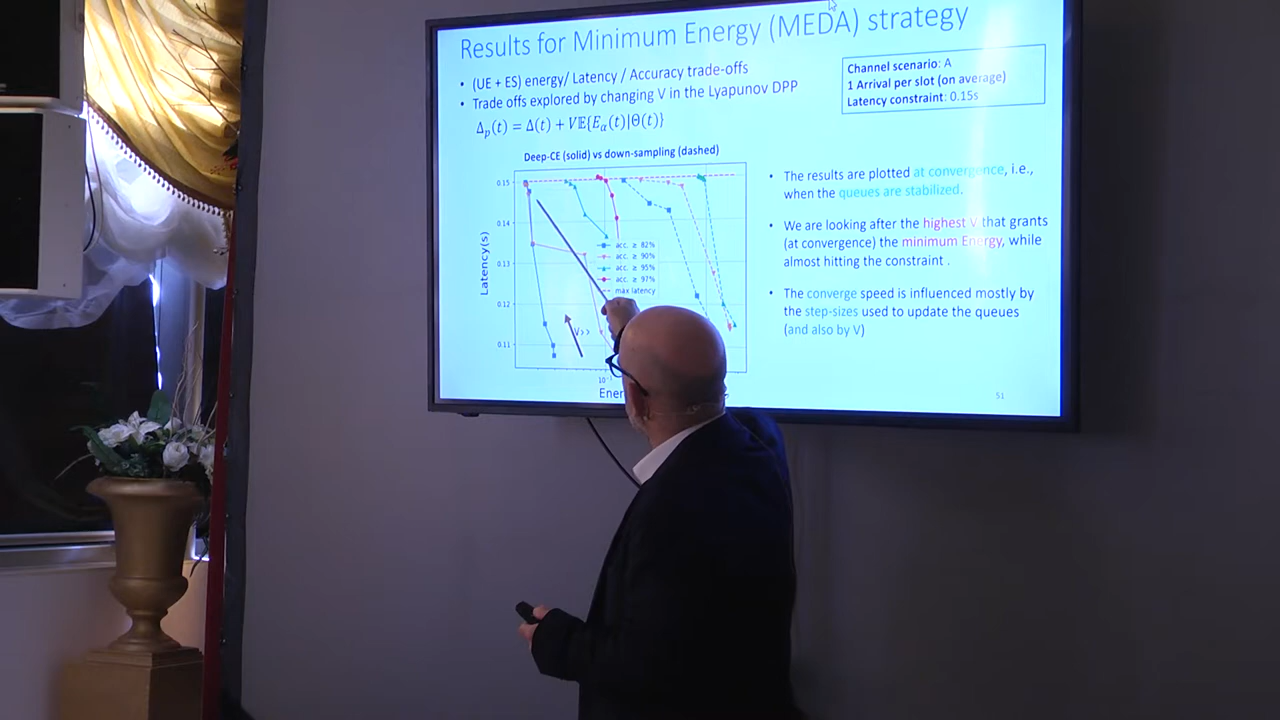 Results for Minimum Energy (MEDA) strategy
• (UE + ES) energy/ Latency / Accuracy trade-offs
• Trade offs explored by changing V in the Lyapunov DPP
Δp(t) = Δ(t) + V𝔼{Eα(t)|Θ(t)}
Channel scenario: A
1 Arrival per slot (on average)
Latency constraint: 0.15s
Deep-CE (solid) vs down-sampling (dashed)
0.15
0.14
0.13
0.12
0.11
Latency(s)
acc. ≥ 82%
acc. ≥ 90%
acc. ≥ 95%
acc. ≥ 97%
max latency
V>>
Ener
• The results are plotted at convergence, i.e.,
when the queues are stabilized.
• We are looking after the highest V that grants
(at convergence) the minimum Energy, while
almost hitting the constraint .
• The converge speed is influenced mostly by
the step-sizes used to update the queues
(and also by V)
51